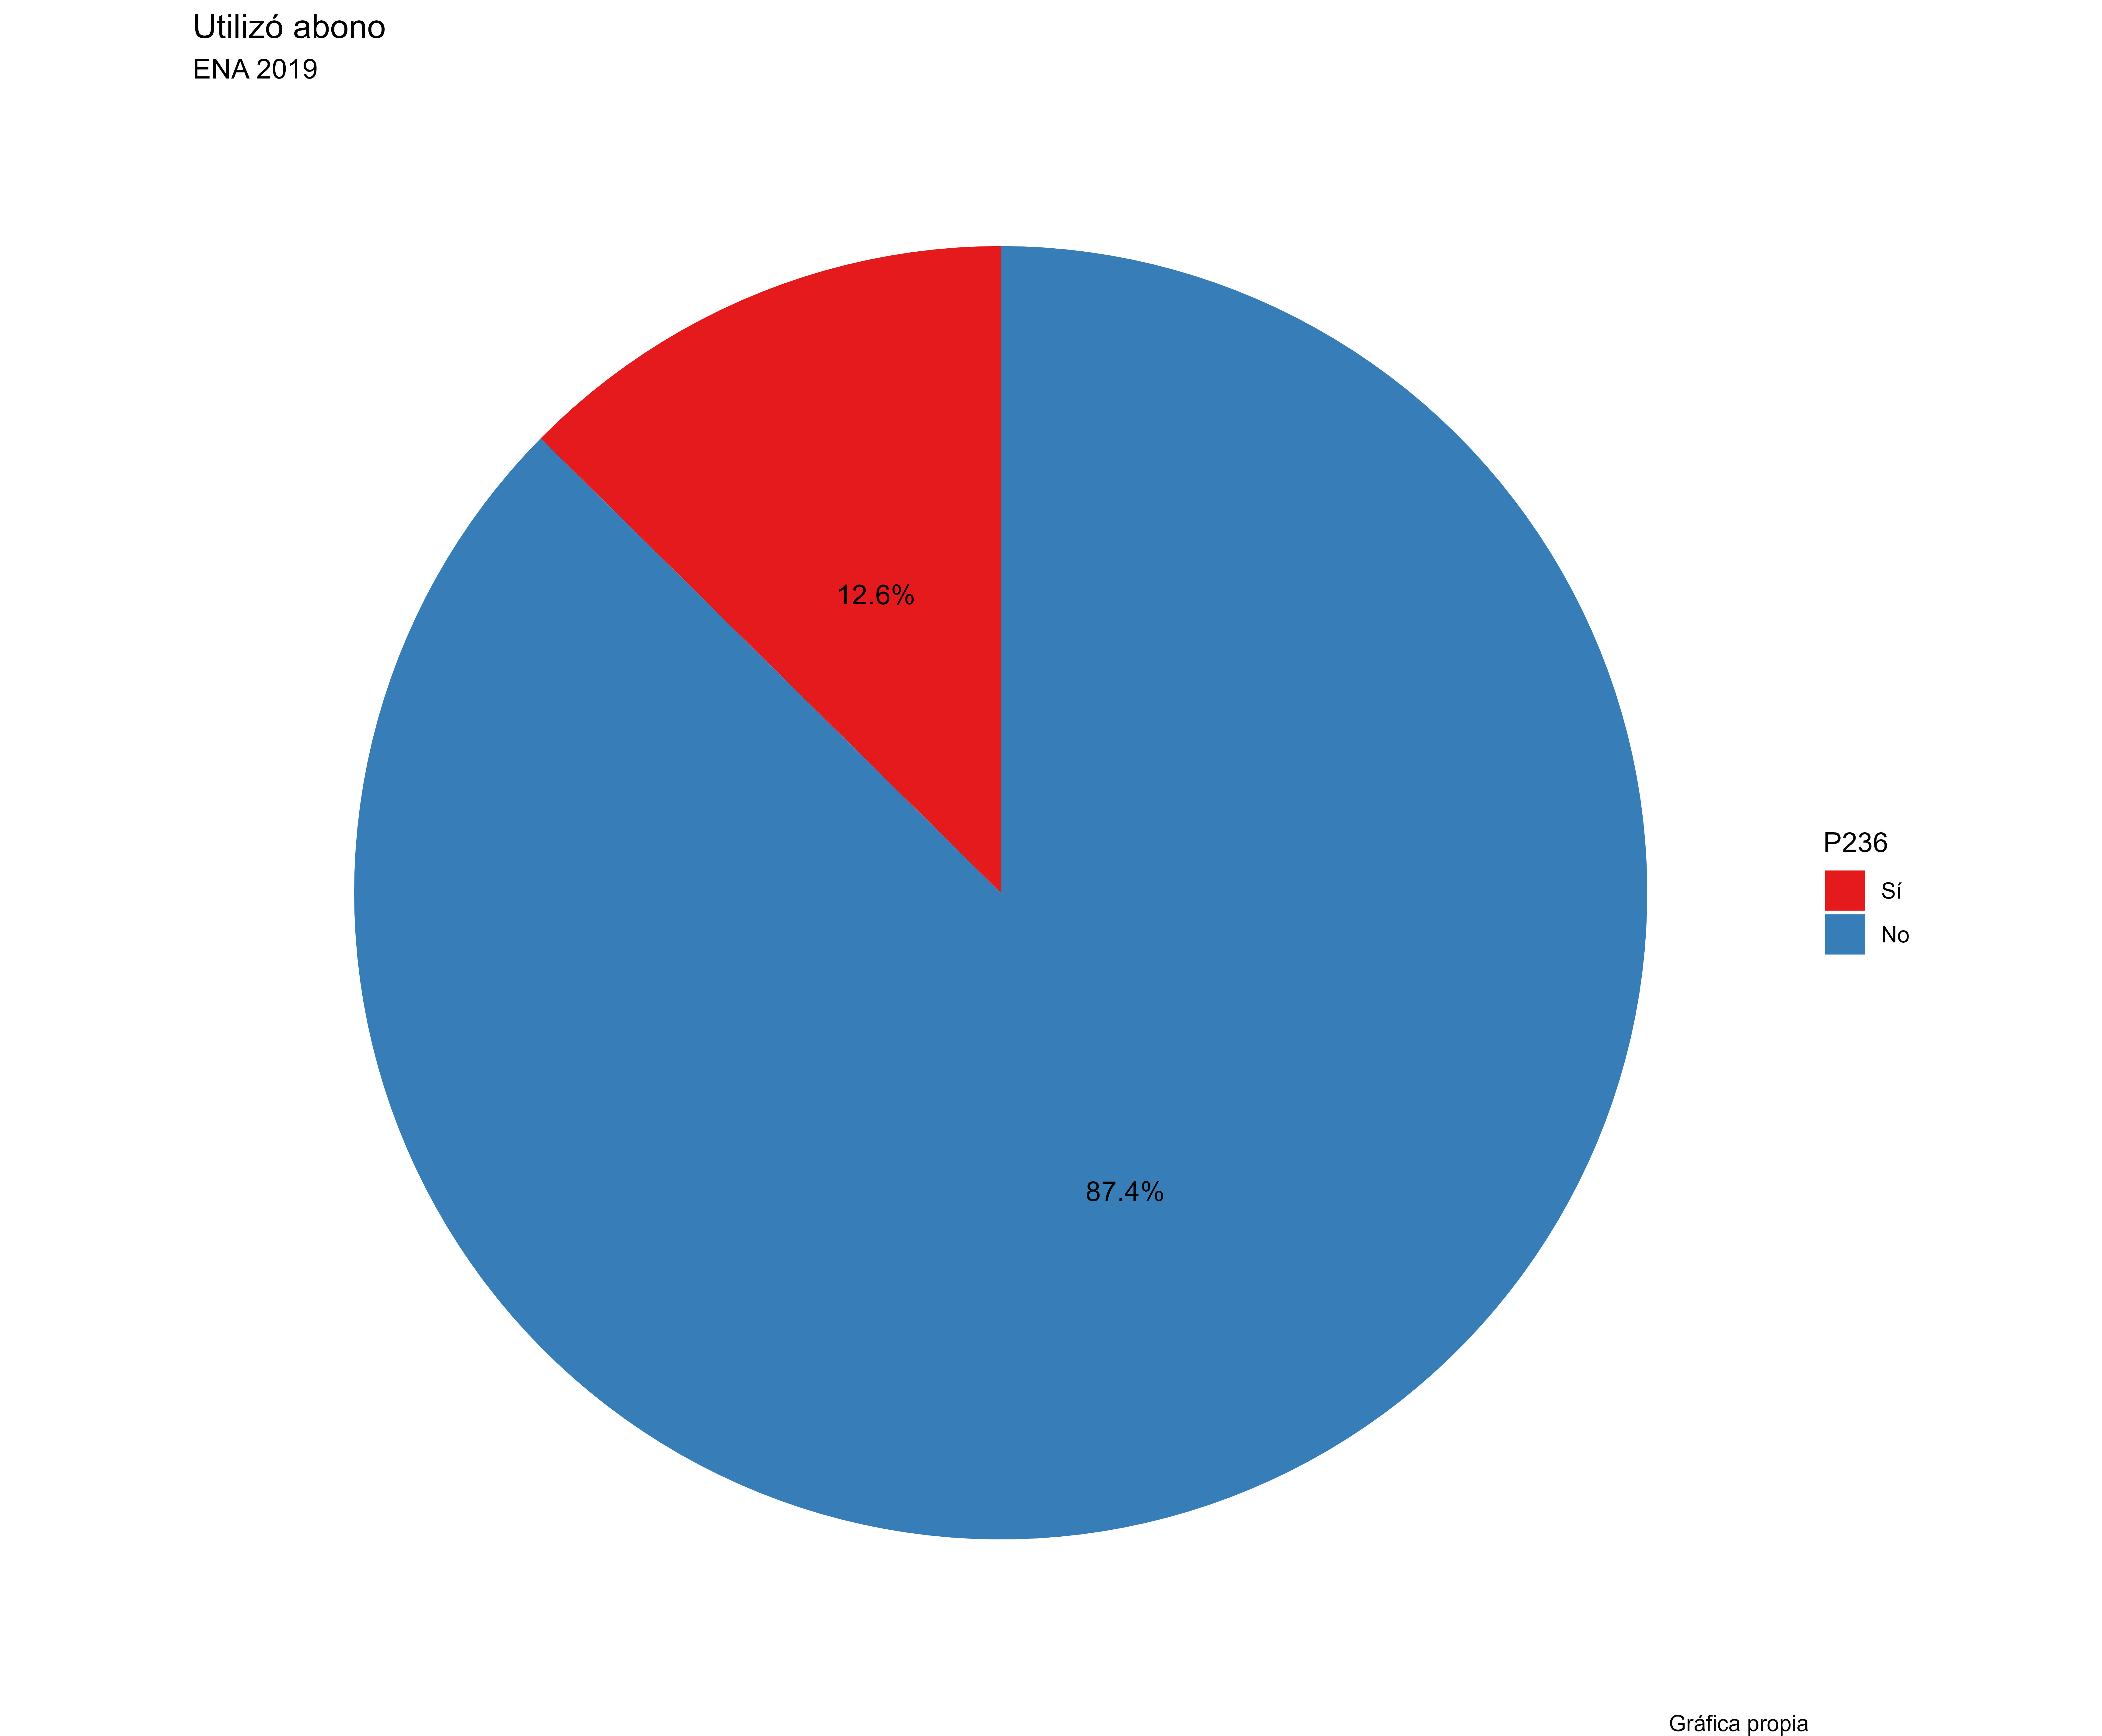 Utilizó abono
ENA 2019
12.6%
87.4%
P236
Sí
No
Gráfica propia